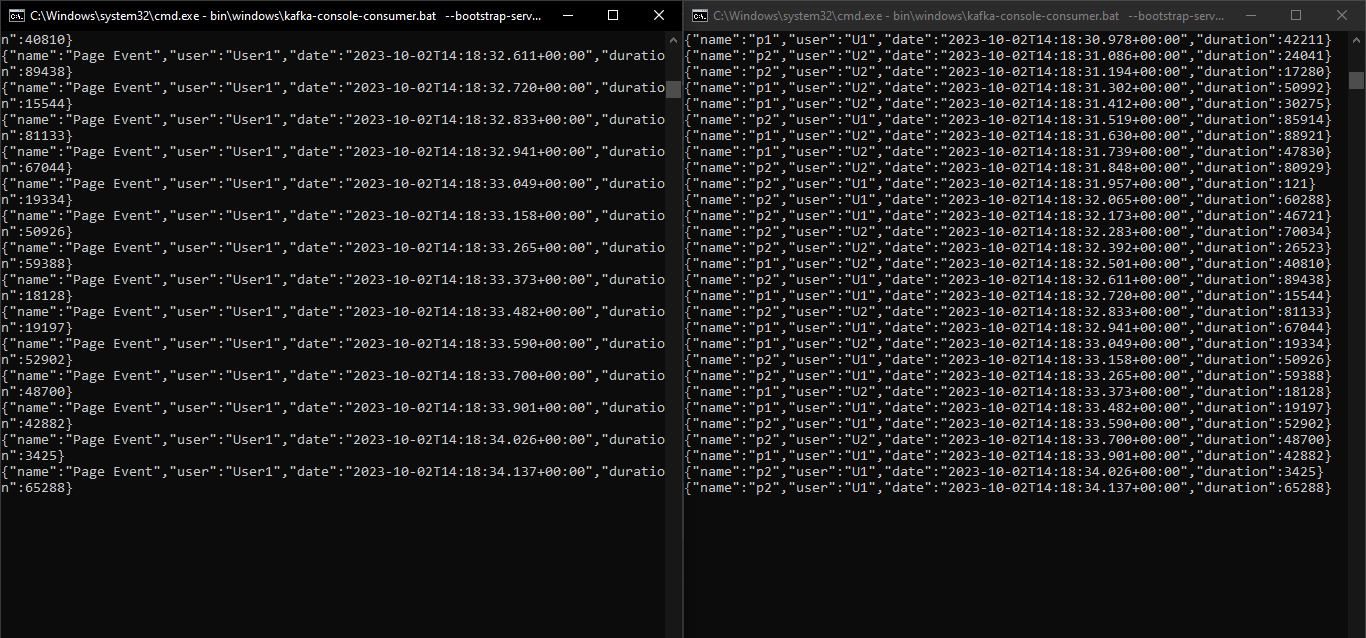 C:\Windows\system32\cmd.exe - bin\windows\kafka-console-consumer.bat --bootstrap-serv...
n":40810}
{"name":"Page Event","user":"User1","date":"2023-10-02T14:18:32.611+00:00","duratio
n":89438}
{"name":"Page Event","user":"User1","date":"2023-10-02T14:18:32.720+00:00","duratio
n":15544}
{"name":"Page Event","user":"User1","date":"2023-10-02T14:18:32.833+00:00","duratio
n":81133}
{"name":"Page Event","user":"User1","date":"2023-10-02T14:18:32.941+00:00","duratio
n":67044}
{"name":"Page Event","user":"User1","date":"2023-10-02T14:18:33.049+00:00","duratio
n":19334}
{"name":"Page Event","user":"User1","date":"2023-10-02T14:18:33.158+00:00","duratio
n":50926}
{"name":"Page Event","user":"User1","date":"2023-10-02T14:18:33.265+00:00","duratio
n":59388}
{"name":"Page Event","user":"User1","date":"2023-10-02T14:18:33.373+00:00","duratio
n":18128}
{"name":"Page Event","user":"User1","date":"2023-10-02T14:18:33.482+00:00","duratio
n":19197}
{"name":"Page Event","user":"User1","date":"2023-10-02T14:18:33.590+00:00","duratio
n":52902}
{"name":"Page Event","user":"User1","date":"2023-10-02T14:18:33.700+00:00","duratio
n":48700}
{"name":"Page Event","user":"User1","date":"2023-10-02T14:18:33.901+00:00","duratio
n":42882}
{"name":"Page Event","user":"User1","date":"2023-10-02T14:18:34.026+00:00","duratio
n":3425}
{"name":"Page Event","user":"User1","date":"2023-10-02T14:18:34.137+00:00","duratio
n":65288}
C:\Windows\system32\cmd.exe - bin\windows\kafka-console-consumer.bat --bootstrap-serv...
{"name":"p1","user":"U1","date":"2023-10-02T14:18:30.978+00:00","duration":42211}
{"name":"p2","user":"U2","date":"2023-10-02T14:18:31.086+00:00","duration":24041}
{"name":"p2","user":"U2","date":"2023-10-02T14:18:31.194+00:00","duration":17280}
{"name":"p1","user":"U2","date":"2023-10-02T14:18:31.302+00:00","duration":50992}
{"name":"p1","user":"U2","date":"2023-10-02T14:18:31.412+00:00","duration":30275}
{"name":"p2","user":"U1","date":"2023-10-02T14:18:31.519+00:00","duration":85914}
{"name":"p1","user":"U2","date":"2023-10-02T14:18:31.630+00:00","duration":88921}
{"name":"p1","user":"U2","date":"2023-10-02T14:18:31.739+00:00","duration":47830}
{"name":"p2","user":"U2","date":"2023-10-02T14:18:31.848+00:00","duration":80929}
{"name":"p2","user":"U1","date":"2023-10-02T14:18:31.957+00:00","duration":121}
{"name":"p2","user":"U1","date":"2023-10-02T14:18:32.065+00:00","duration":60288}
{"name":"p1","user":"U1","date":"2023-10-02T14:18:32.173+00:00","duration":46721}
{"name":"p2","user":"U2","date":"2023-10-02T14:18:32.283+00:00","duration":70034}
{"name":"p2","user":"U2","date":"2023-10-02T14:18:32.392+00:00","duration":26523}
{"name":"p1","user":"U2","date":"2023-10-02T14:18:32.501+00:00","duration":40810}
{"name":"p2","user":"U1","date":"2023-10-02T14:18:32.611+00:00","duration":89438}
{"name":"p1","user":"U1","date":"2023-10-02T14:18:32.720+00:00","duration":15544}
{"name":"p2","user":"U2","date":"2023-10-02T14:18:32.833+00:00","duration":81133}
{"name":"p1","user":"U1","date":"2023-10-02T14:18:32.941+00:00","duration":67044}
{"name":"p1","user":"U2","date":"2023-10-02T14:18:33.049+00:00","duration":19334}
{"name":"p2","user":"U1","date":"2023-10-02T14:18:33.158+00:00","duration":50926}
{"name":"p2","user":"U1","date":"2023-10-02T14:18:33.265+00:00","duration":59388}
{"name":"p1","user":"U2","date":"2023-10-02T14:18:33.373+00:00","duration":18128}
{"name":"p1","user":"U1","date":"2023-10-02T14:18:33.482+00:00","duration":19197}
{"name":"p2","user":"U1","date":"2023-10-02T14:18:33.590+00:00","duration":52902}
{"name":"p2","user":"U2","date":"2023-10-02T14:18:33.700+00:00","duration":48700}
{"name":"p1","user":"U1","date":"2023-10-02T14:18:33.901+00:00","duration":42882}
{"name":"p2","user":"U1","date":"2023-10-02T14:18:34.026+00:00","duration":3425}
{"name":"p2","user":"U1","date":"2023-10-02T14:18:34.137+00:00","duration":65288}